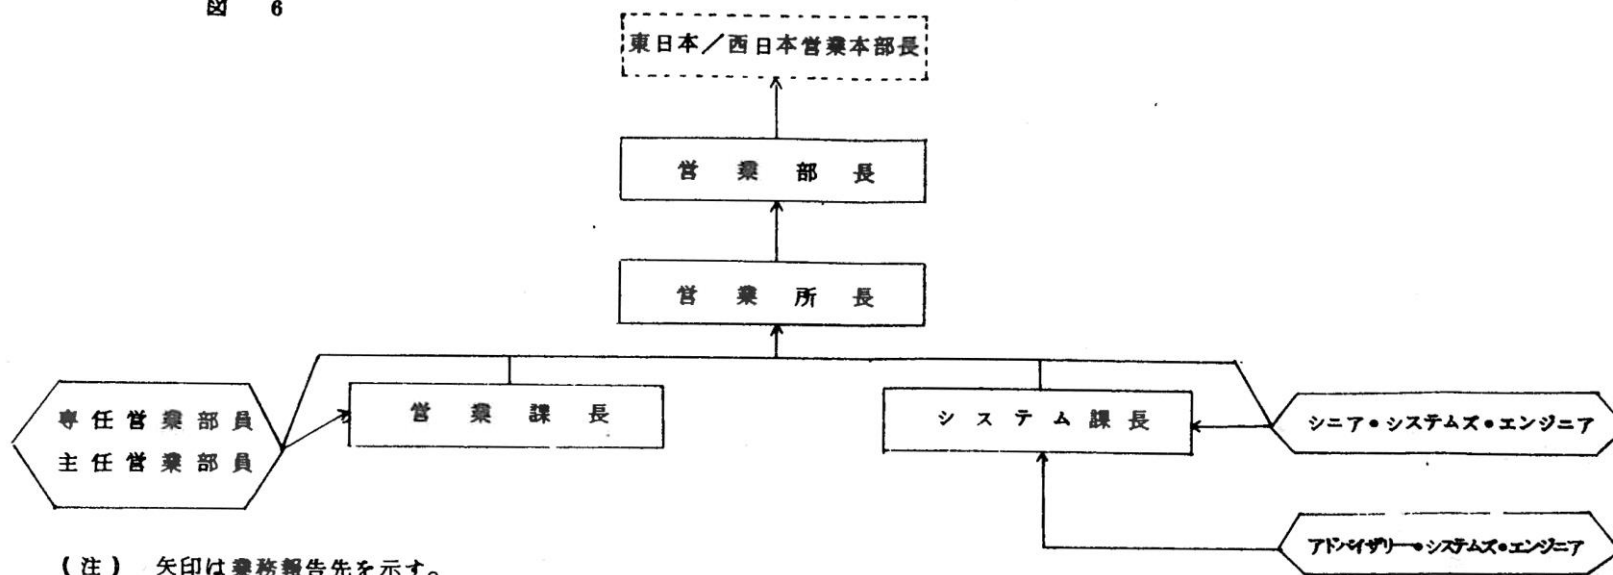 図 6
東日本／西日本営業本部長
営業部長
営業所長
専任営業部員
主任営業部員
営業課長
システム課長
シニア・システムズ・エンジニア
アドバイザリー・システムズ・エンジニア
(注) 矢印は業務報告先を示す。